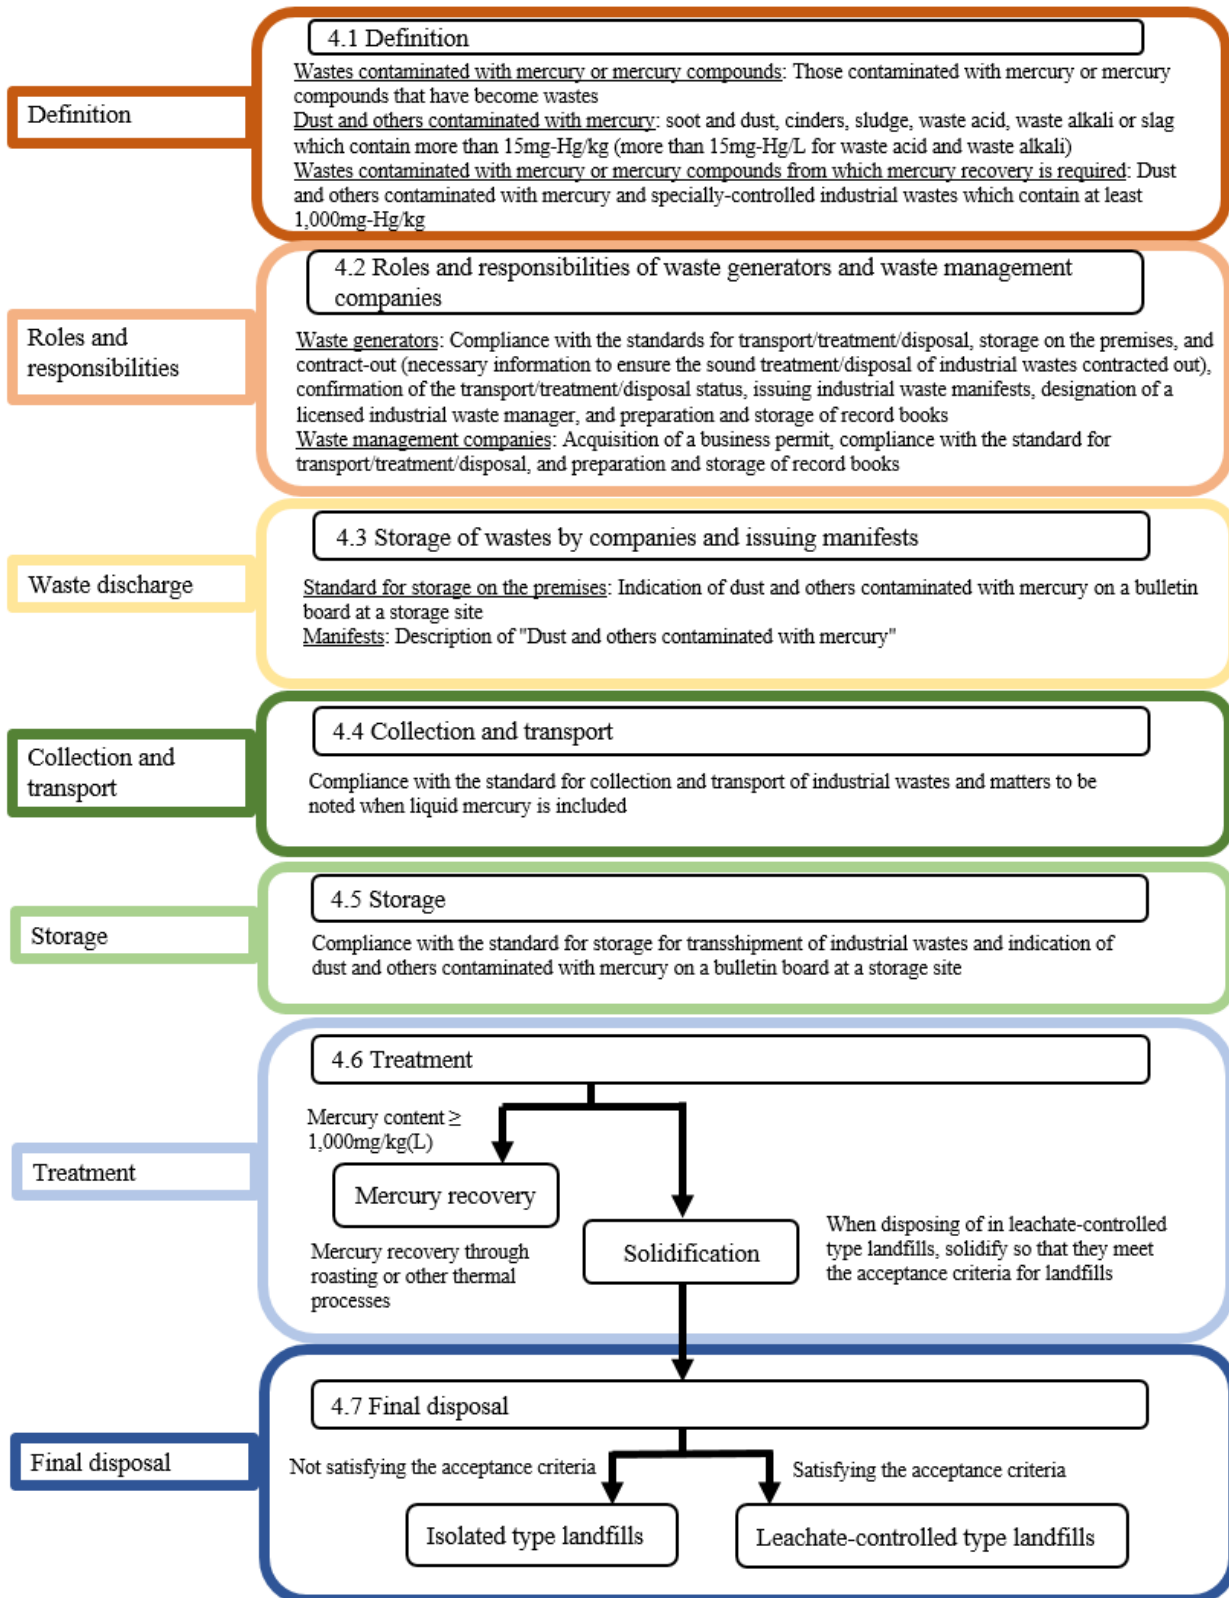 Definition
4.1 Definition
Wastes contaminated with mercury or mercury compounds: Those contaminated with mercury or mercury
compounds that have become wastes
Dust and others contaminated with mercury: soot and dust, cinders, sludge, waste acid, waste alkali or slag
which contain more than 15mg-Hg/kg (more than 15mg-Hg/L for waste acid and waste alkali)
Wastes contaminated with mercury or mercury compounds from which mercury recovery is required: Dust
and others contaminated with mercury and specially-controlled industrial wastes which contain at least
1,000mg-Hg/kg
Roles and
responsibilities
4.2 Roles and responsibilities of waste generators and waste management
companies
Waste generators: Compliance with the standards for transport/treatment/disposal, storage on the premises, and
contract-out (necessary information to ensure the sound treatment/disposal of industrial wastes contracted out),
confirmation of the transport/treatment/disposal status, issuing industrial waste manifests, designation of a
licensed industrial waste manager, and preparation and storage of record books
Waste management companies: Acquisition of a business permit, compliance with the standard for
transport/treatment/disposal, and preparation and storage of record books
Waste discharge
4.3 Storage of wastes by companies and issuing manifests
Standard for storage on the premises: Indication of dust and others contaminated with mercury on a bulletin
board at a storage site
Manifests: Description of "Dust and others contaminated with mercury"
Collection and
transport
4.4 Collection and transport
Compliance with the standard for collection and transport of industrial wastes and matters to be
noted when liquid mercury is included
Storage
4.5 Storage
Compliance with the standard for storage for transshipment of industrial wastes and indication of
dust and others contaminated with mercury on a bulletin board at a storage site
Treatment
4.6 Treatment
Mercury content ≥
1,000mg/kg(L)
Mercury recovery
Mercury recovery through
roasting or other thermal
processes
Solidification
When disposing of in leachate-controlled
type landfills, solidify so that they meet
the acceptance criteria for landfills
Final disposal
4.7 Final disposal
Not satisfying the acceptance criteria
Satisfying the acceptance criteria
Isolated type landfills
Leachate-controlled type landfills